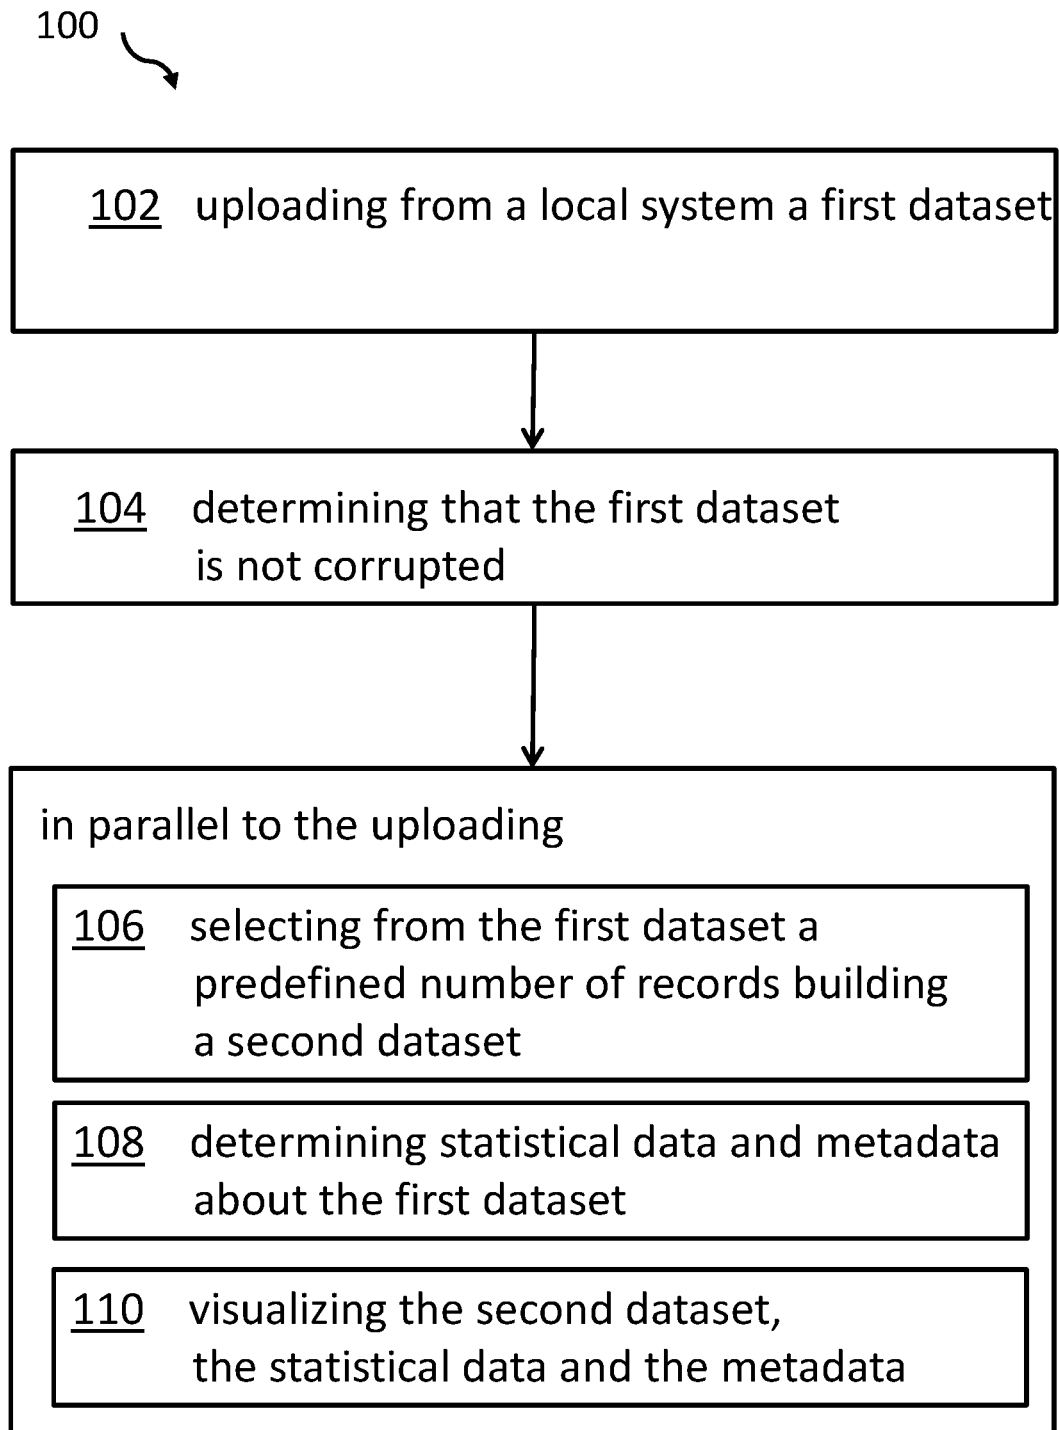 100
102 uploading from a local system a first dataset
104 determining that the first dataset
is not corrupted
in parallel to the uploading
106 selecting from the first dataset a
predefined number of records building
a second dataset
108 determining statistical data and metadata
about the first dataset
110 visualizing the second dataset,
the statistical data and the metadata